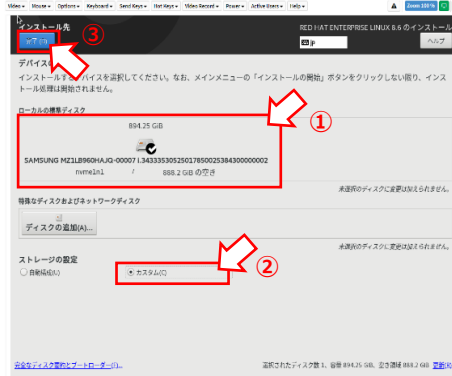 Video Mouse Options Keyboard Send Keys Hot Keys Video Record Power Active Users Help Zoom 100 %
インストール先
RED HAT ENTERPRISE LINUX 8.6 のインストール
完了(D)
③
jp
ヘルプ
デバイスの
インストールするデバイスを選択してください。なお、メインメニューの「インストールの開始」ボタンをクリックしない限り、インス
トール処理は開始されません。
ローカルの標準ディスク
①
894.25 GiB
SAMSUNG MZ1LB960HAJQ-00007 i.34333530525017850025384300000002
nvme1n1 / 888.2 GiB の空き
未選択のディスクに変更は加えられません。
特殊なディスクおよびネットワークディスク
ディスクの追加(A)...
未選択のディスクに変更は加えられません。
ストレージの設定
自動構成(U)
カスタム(C)
②
完全なディスク要約とブートローダー(F)...
選択されたディスク数 1、容量 894.25 GiB、空き領域 888.2 GiB 更新(R)